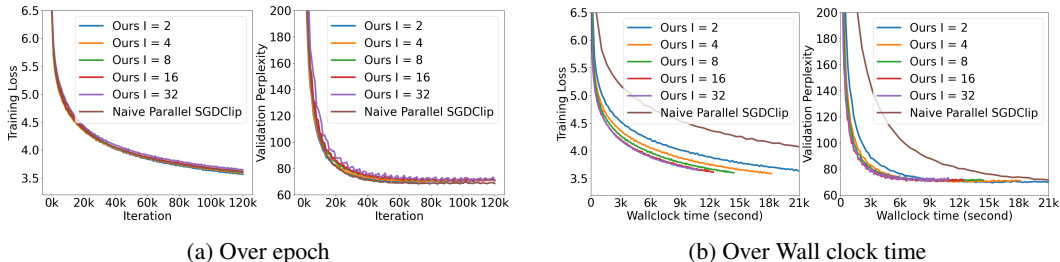 6.5
6.0
5.5
5.0
4.5
4.0
3.5
Training Loss
0k 20k 40k 60k 80k 100k 120k
Iteration
Ours I = 2
Ours I = 4
Ours I = 8
Ours I = 16
Ours I = 32
Naive Parallel SGDClip
200
180
160
140
120
100
80
60
Validation Perplexity
0k 20k 40k 60k 80k 100k 120k
Iteration
Ours I = 2
Ours I = 4
Ours I = 8
Ours I = 16
Ours I = 32
Naive Parallel SGDClip
(a) Over epoch
6.5
6.0
5.5
5.0
4.5
4.0
3.5
Training Loss
0k 3k 6k 9k 12k 15k 18k 21k
Wallclock time (second)
Ours I = 2
Ours I = 4
Ours I = 8
Ours I = 16
Ours I = 32
Naive Parallel SGDClip
200
180
160
140
120
100
80
60
Validation Perplexity
0k 3k 6k 9k 12k 15k 18k 21k
Wallclock time (second)
Ours I = 2
Ours I = 4
Ours I = 8
Ours I = 16
Ours I = 32
Naive Parallel SGDClip
(b) Over Wall clock time